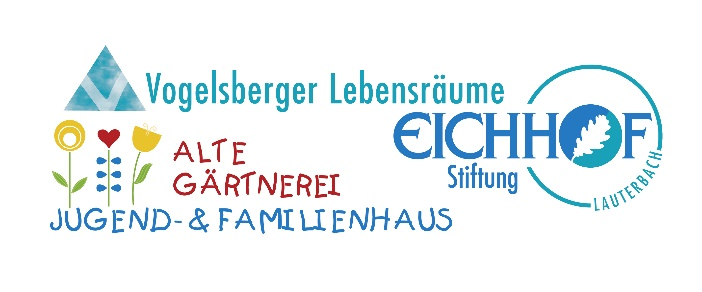 Vogelsberger Lebensräume
EICHHOF
Stiftung
LAUTERBACH
ALTE
GÄRTNEREI
JUGEND-& FAMILIENHAUS